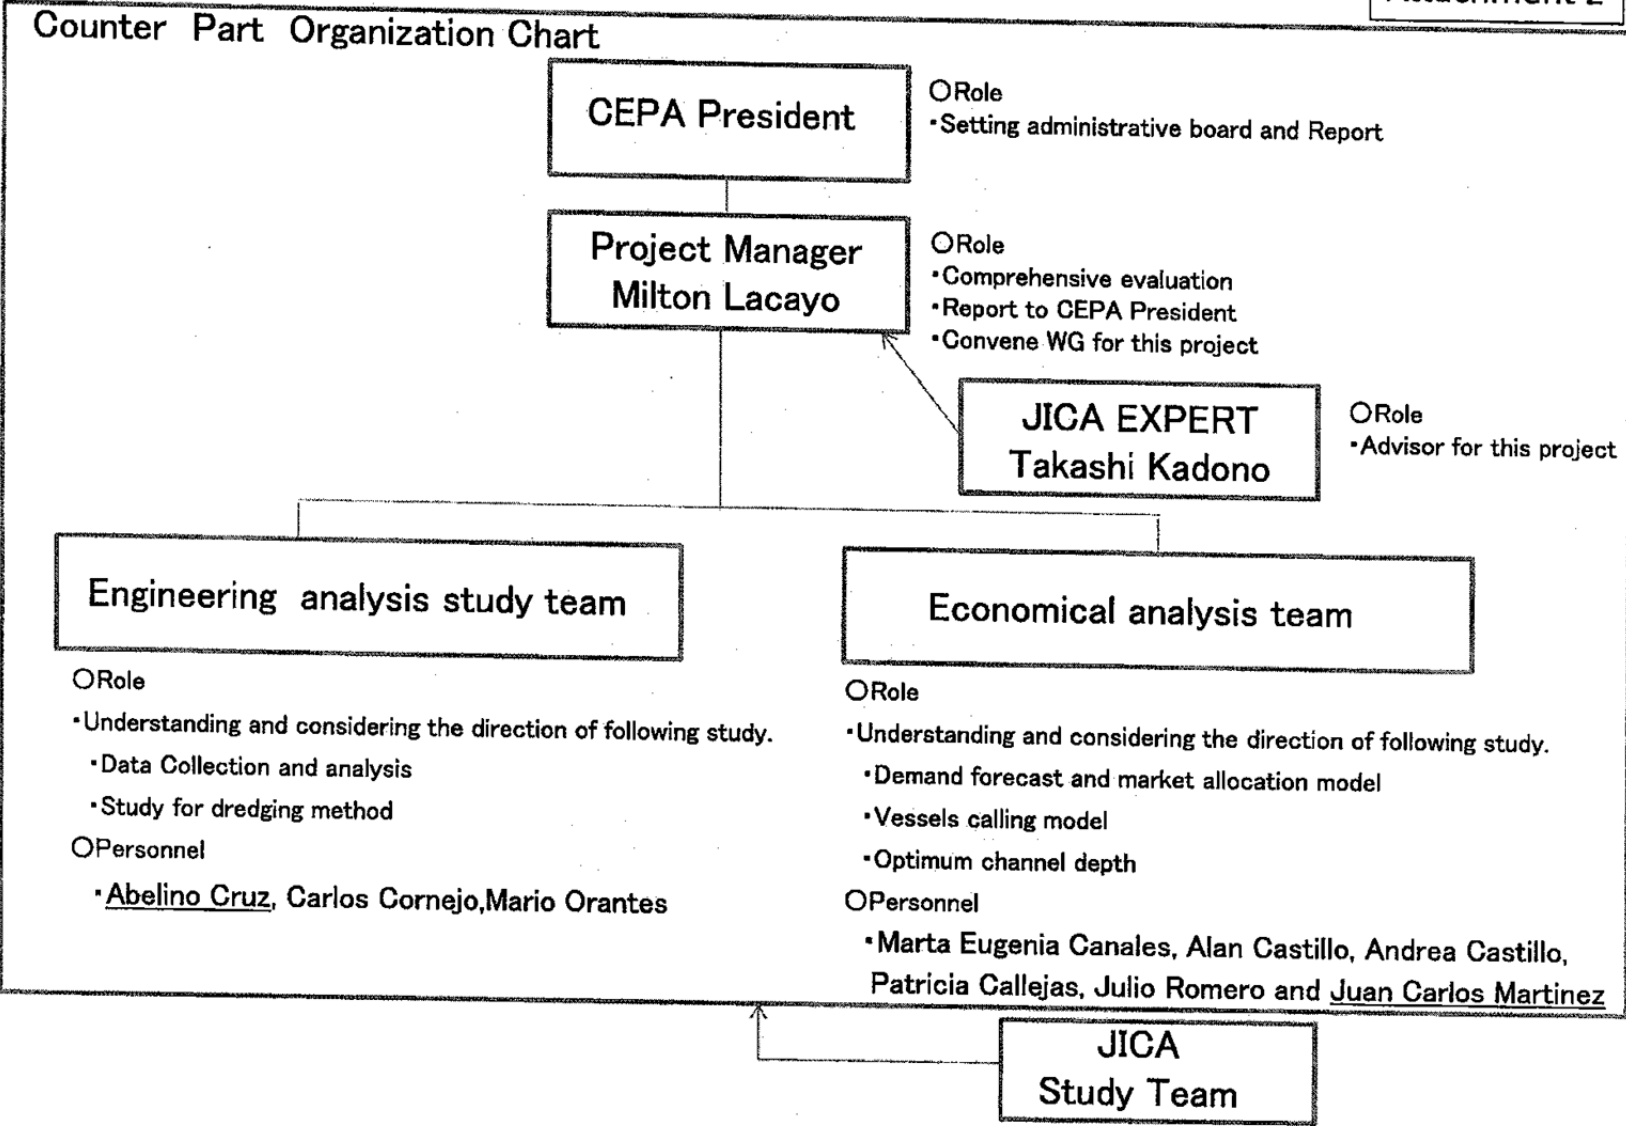 Counter Part Organization Chart
CEPA President
○Role
・Setting administrative board and Report
Project Manager
Milton Lacayo
○Role
・Comprehensive evaluation
・Report to CEPA President
・Convene WG for this project
JICA EXPERT
Takashi Kadono
○Role
・Advisor for this project
Engineering analysis study team
○Role
・Understanding and considering the direction of following study.
・Data Collection and analysis
・Study for dredging method
○Personnel
・Abelino Cruz, Carlos Cornejo,Mario Orantes
Economical analysis team
○Role
・Understanding and considering the direction of following study.
・Demand forecast and market allocation model
・Vessels calling model
・Optimum channel depth
○Personnel
・Marta Eugenia Canales, Alan Castillo, Andrea Castillo,
Patricia Callejas, Julio Romero and Juan Carlos Martinez
JICA
Study Team